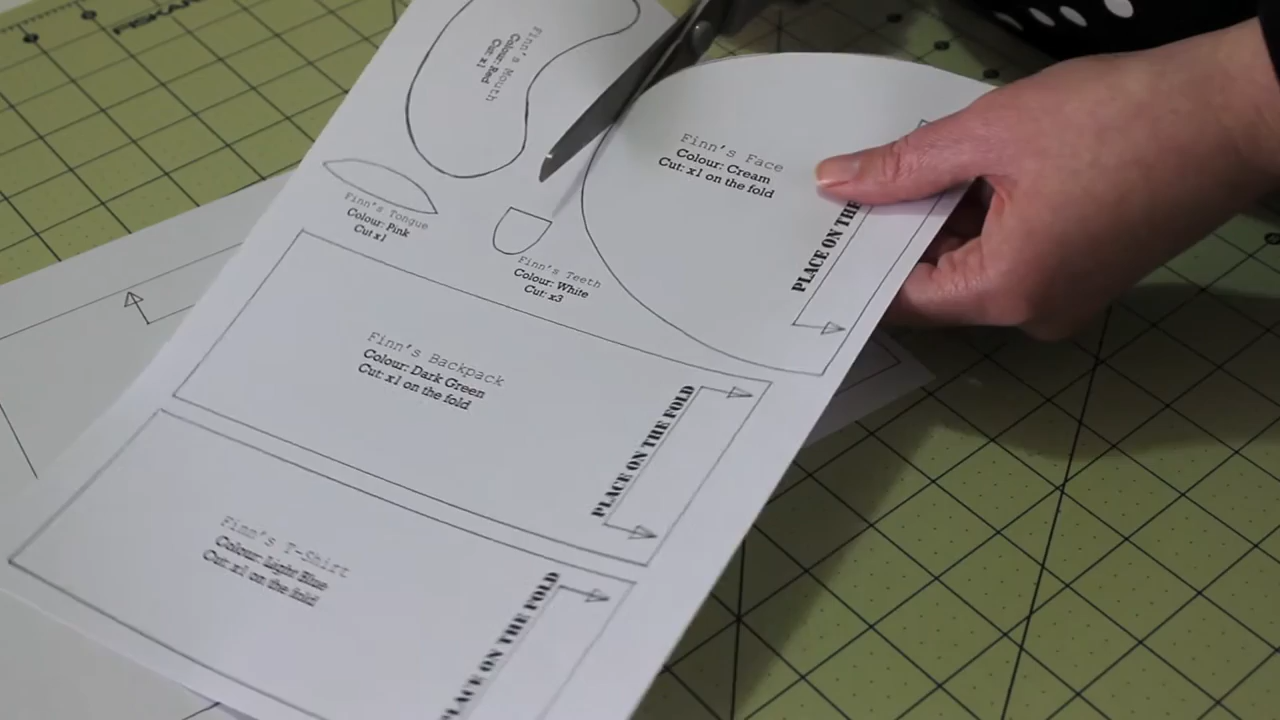 FISKAR
Finn's Mouth
Colour: Red
Cut: x1
Finn's Face
Colour: Cream
Cut: x1 on the fold
PLACE ON THE
Finn's Tongue
Colour: Pink
Cut x1
Finn's Teeth
Colour: White
Cut: x3
Finn's Backpack
Colour: Dark Green
Cut: x1 on the fold
PLACE ON THE FOLD
Finn's T-Shirt
Colour: Light Blue
Cut: x1 on the fold
PLACE ON THE FOLD